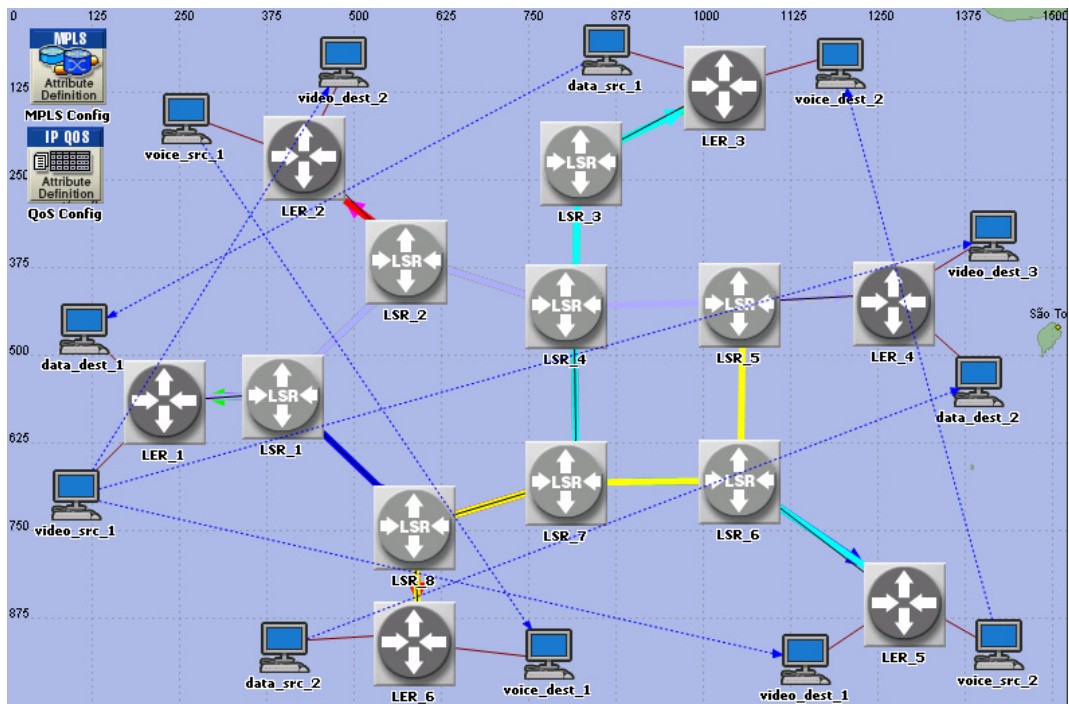 0 125 250 375 500 625 750 875 1000 1125 1250 1375 1500
MPLS
Attribute
Definition
MPLS Config
video_dest_2
data_src_1
voice_dest_2
125
IP QOS
Attribute
Definition
QoS Config
voice_src_1
LER_3
LSR
250
LER_2
LSR_3
LSR
LSR_2
375
video_dest_3
LSR
LSR
LSR_4
LSR_5
LER_4
São To
data_dest_1
500
LSR
LER_1
LSR_1
data_dest_2
625
video_src_1
LSR
LSR
LSR
LSR_7
LSR_6
LSR_8
750
875
data_src_2
LER_6
voice_dest_1
video_dest_1
LER_5
voice_src_2